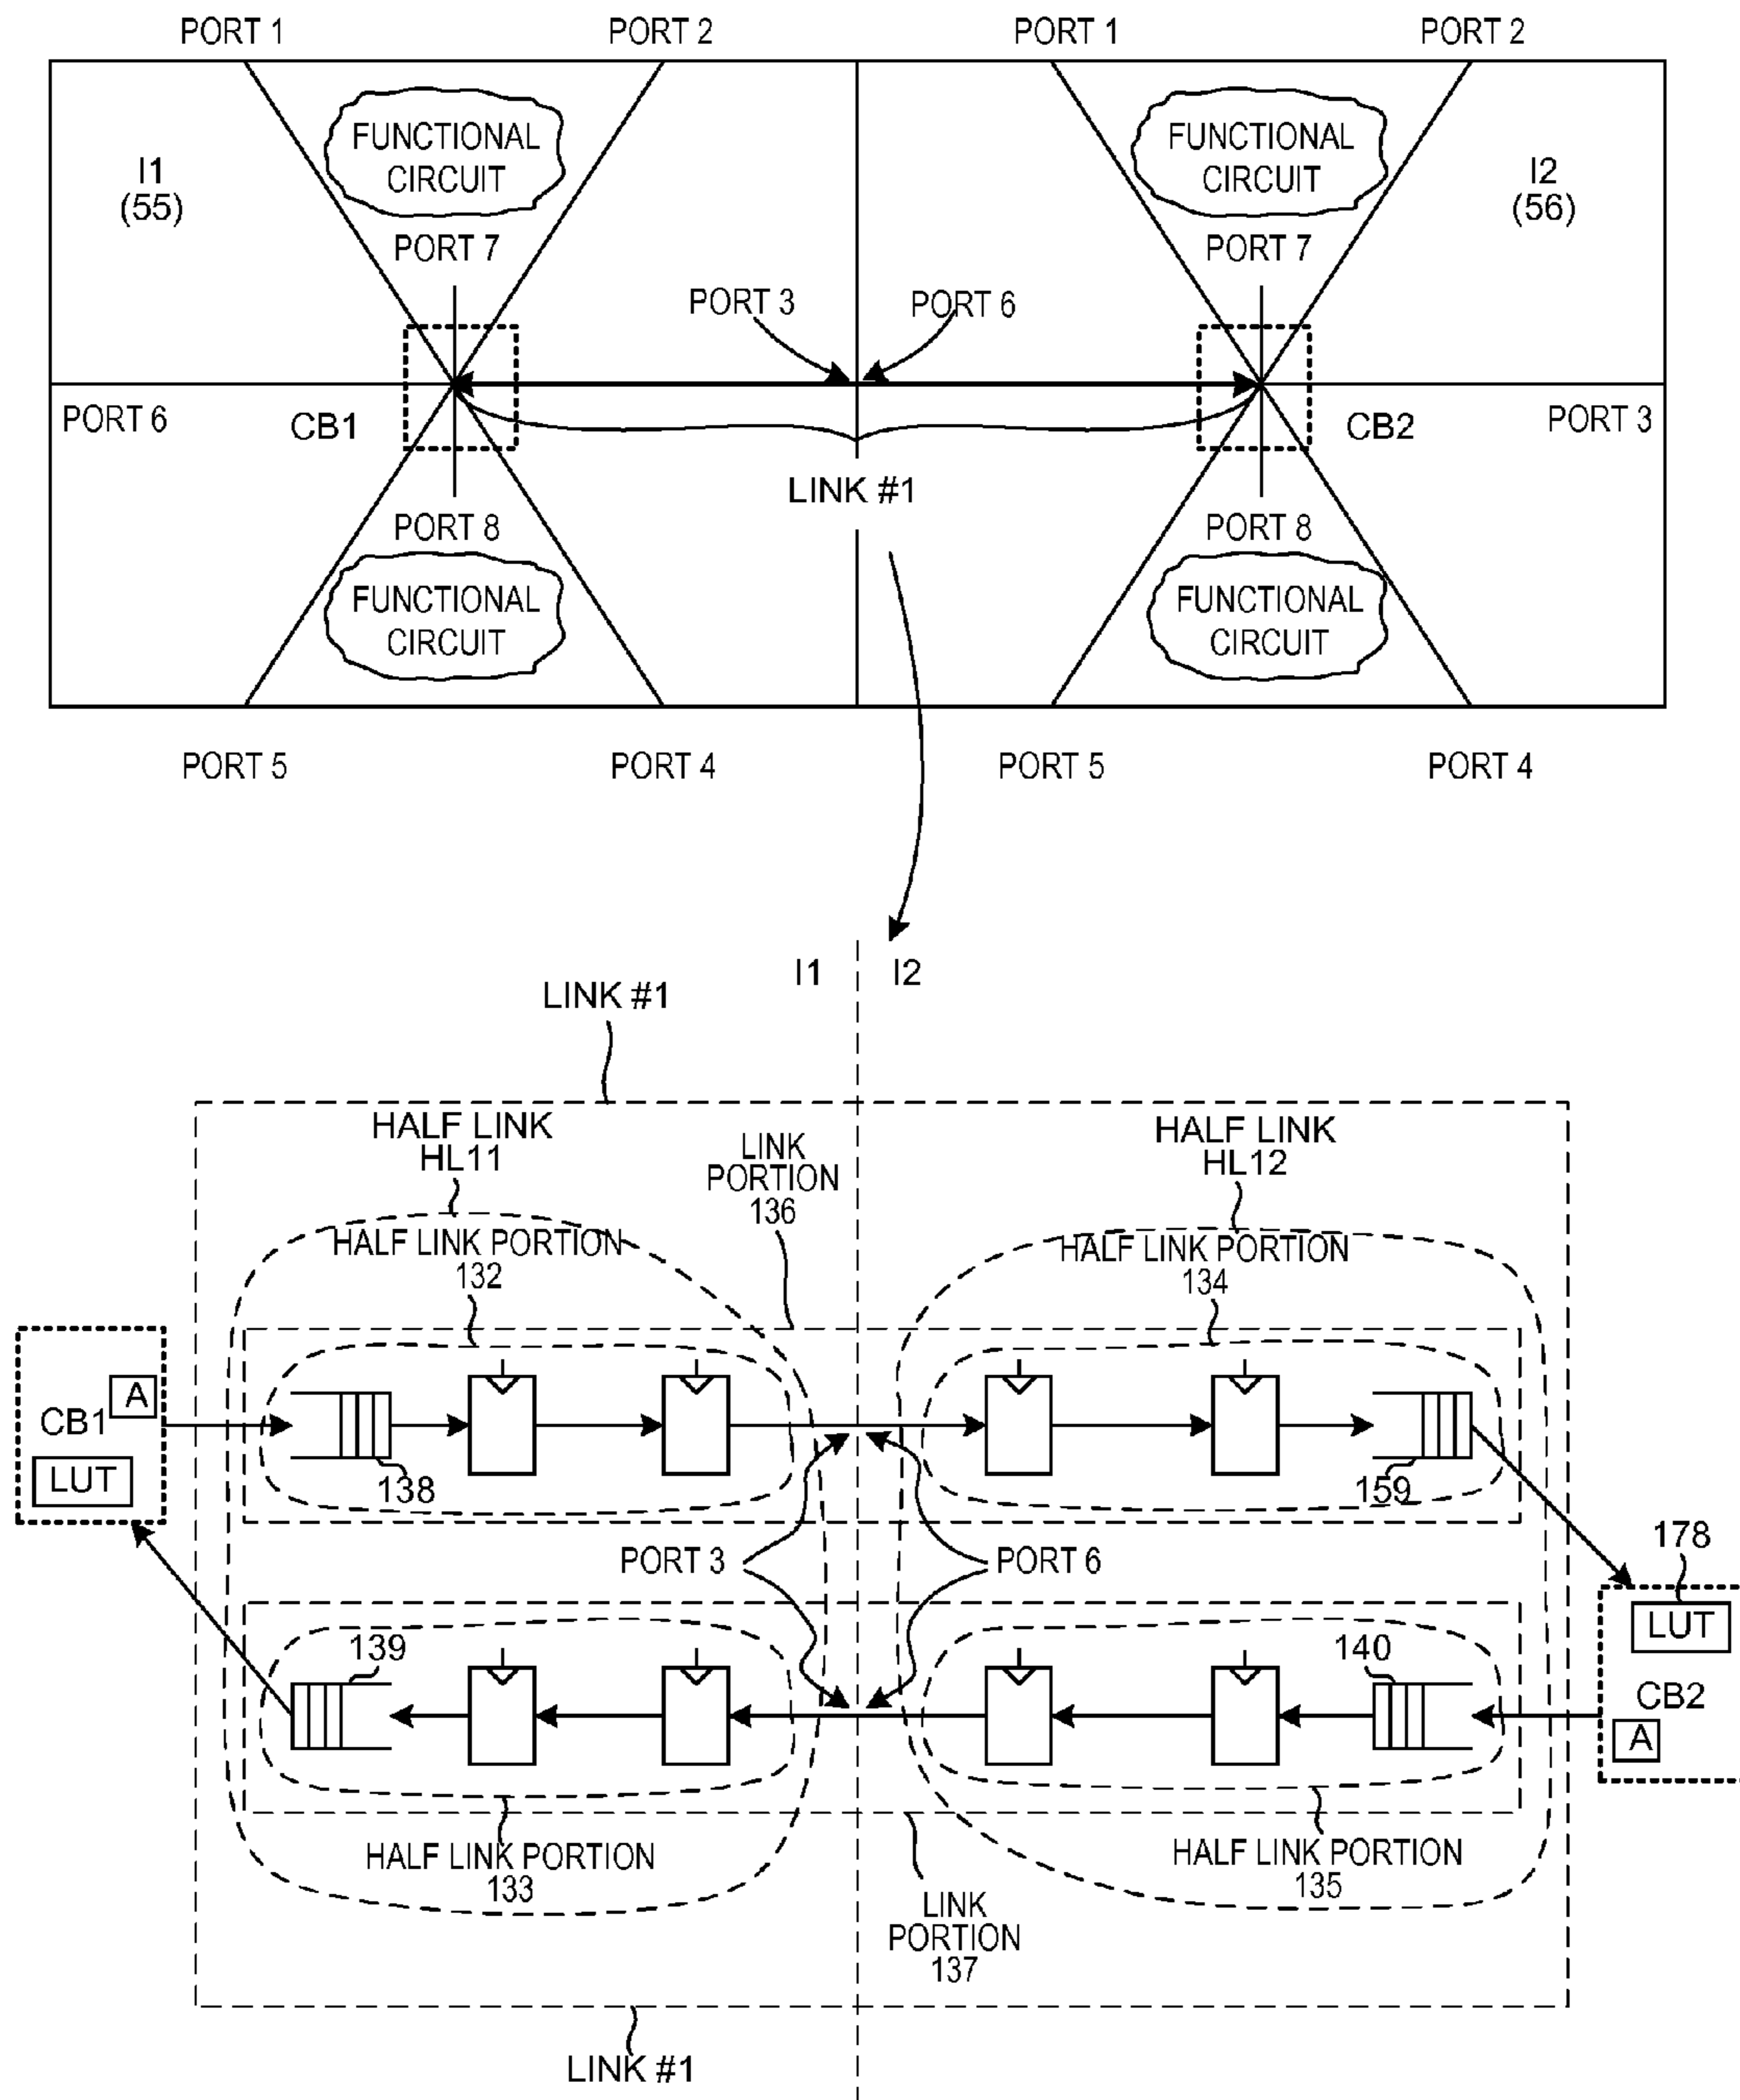 PORT 1
PORT 2
PORT 1
PORT 2
FUNCTIONAL
CIRCUIT
FUNCTIONAL
CIRCUIT
I1
(55)
I2
(56)
PORT 7
PORT 7
PORT 3
PORT 6
PORT 6
CB1
CB2
PORT 3
LINK #1
PORT 8
PORT 8
FUNCTIONAL
CIRCUIT
FUNCTIONAL
CIRCUIT
PORT 5
PORT 4
PORT 5
PORT 4
I1
I2
LINK #1
HALF LINK
HL11
LINK
PORTION
136
HALF LINK
HL12
HALF LINK PORTION
132
HALF LINK PORTION
134
A
CB1
LUT
138
159
PORT 3
PORT 6
178
LUT
CB2
A
139
140
HALF LINK PORTION
133
HALF LINK PORTION
135
LINK
PORTION
137
LINK #1